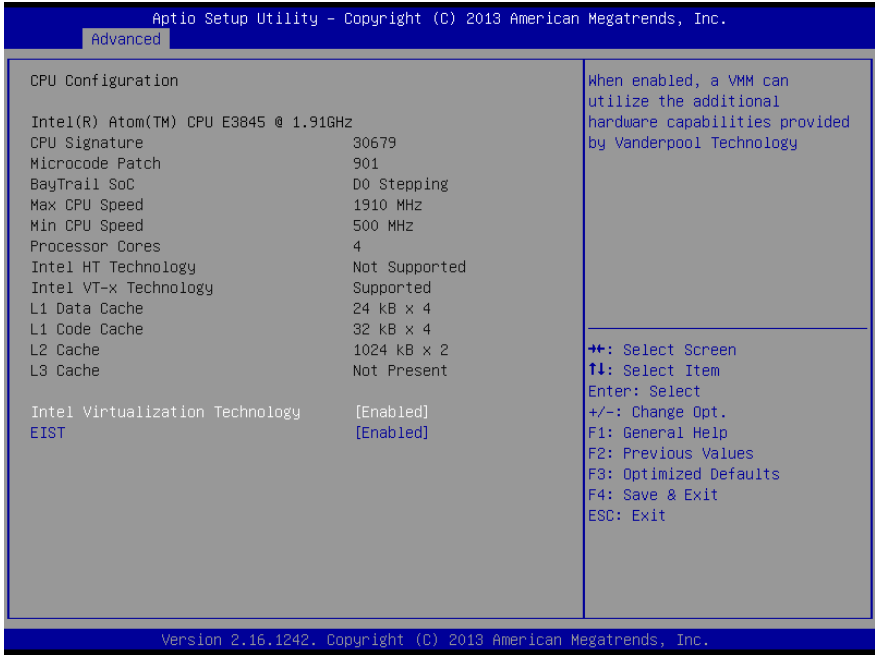 Aptio Setup Utility – Copyright (C) 2013 American Megatrends, Inc.
Advanced
CPU Configuration
Intel(R) Atom(TM) CPU E3845 @ 1.91GHz
CPU Signature 30679
Microcode Patch 901
BayTrail SoC D0 Stepping
Max CPU Speed 1910 MHz
Min CPU Speed 500 MHz
Processor Cores 4
Intel HT Technology Not Supported
Intel VT-x Technology Supported
L1 Data Cache 24 kB x 4
L1 Code Cache 32 kB x 4
L2 Cache 1024 kB x 2
L3 Cache Not Present
Intel Virtualization Technology [Enabled]
EIST [Enabled]
When enabled, a VMM can
utilize the additional
hardware capabilities provided
by Vanderpool Technology
→←: Select Screen
↑↓: Select Item
Enter: Select
+/-: Change Opt.
F1: General Help
F2: Previous Values
F3: Optimized Defaults
F4: Save & Exit
ESC: Exit
Version 2.16.1242. Copyright (C) 2013 American Megatrends, Inc.